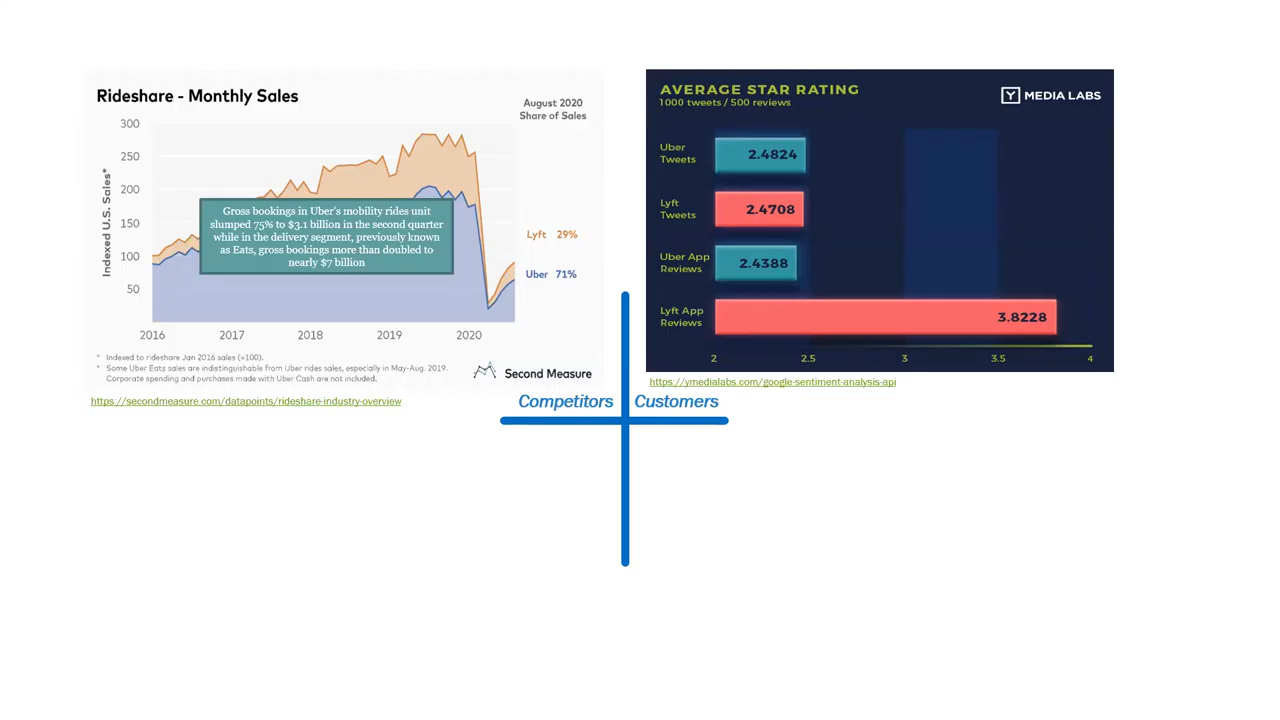 Rideshare - Monthly Sales
August 2020
Share of Sales
Indexed U.S. Sales*
300
250
200
150
100
50
Gross bookings in Uber's mobility rides unit
slumped 75% to $3.1 billion in the second quarter
while in the delivery segment, previously known
as Eats, gross bookings more than doubled to
nearly $7 billion
Lyft 29%
Uber 71%
2016 2017 2018 2019 2020
* Indexed to rideshare Jan 2016 sales (=100).
* Some Uber Eats sales are indistinguishable from Uber rides sales, especially in May-Aug. 2019.
Corporate spending and purchases made with Uber Cash are not included.
Second Measure
https://secondmeasure.com/datapoints/rideshare-industry-overview
AVERAGE STAR RATING
1000 tweets / 500 reviews
Y MEDIA LABS
Uber
Tweets
2.4824
Lyft
Tweets
2.4708
Uber App
Reviews
2.4388
Lyft App
Reviews
3.8228
2 2.5 3 3.5 4
https://ymedialabs.com/google-sentiment-analysis-api
Competitors Customers